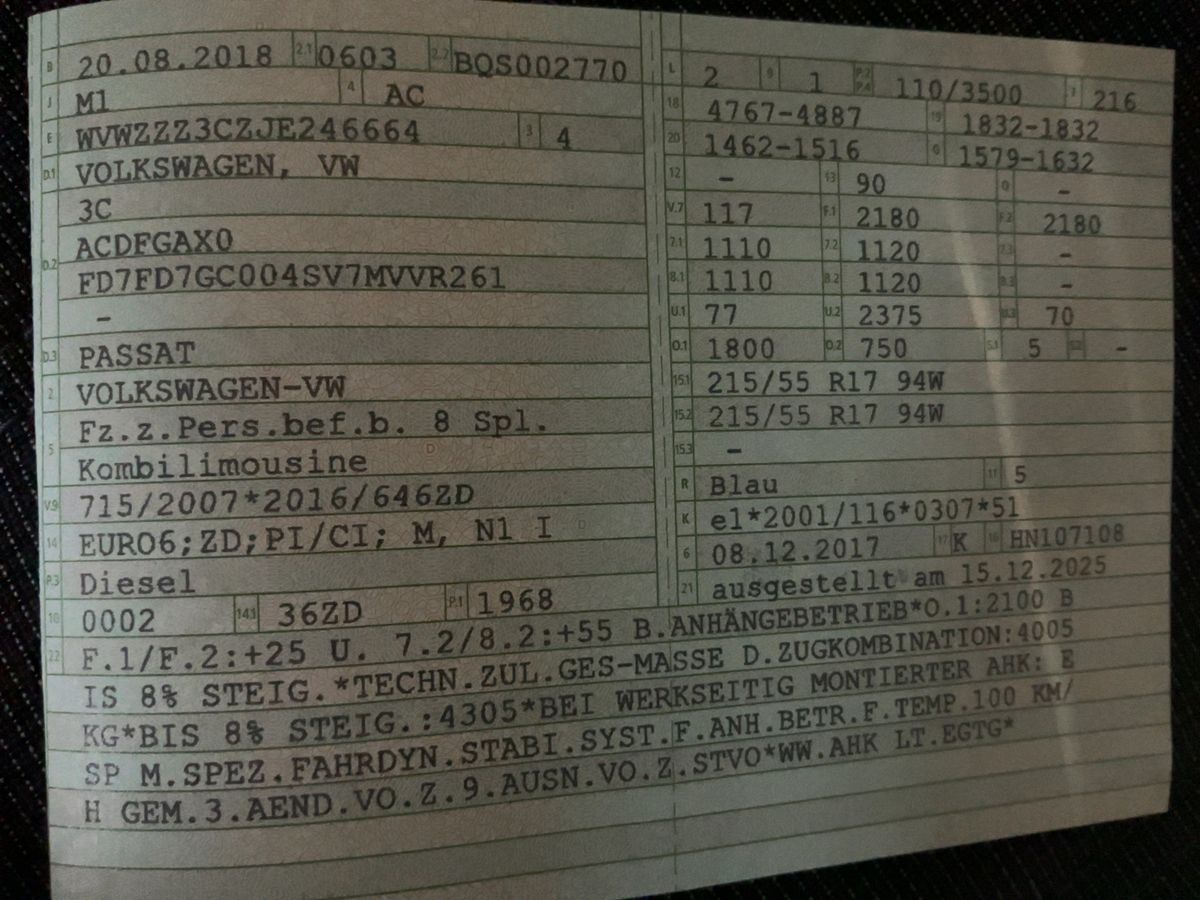 B 20.08.2018 2.1 0603 2.2 BQS002770
J M1 4 AC
E WVWZZZ3CZJE246664 3 4
D.1 VOLKSWAGEN, VW
3C
D.2 ACDFGAX0
FD7FD7GC004SV7MVVR261
-
D.3 PASSAT
2 VOLKSWAGEN-VW
5 Fz.z.Pers.bef.b. 8 Spl.
Kombilimousine
V.9 715/2007*2016/646ZD
14 EURO6;ZD;PI/CI; M, N1 I
P.3 Diesel
10 0002 14.1 36ZD P.1 1968
L 2 9 1 P.2 P.4 110/3500 T 216
18 4767-4887 19 1832-1832
20 1462-1516 G 1579-1632
12 - 13 90 Q -
V.7 117 F.1 2180 F.2 2180
7.1 1110 7.2 1120 7.3 -
8.1 1110 8.2 1120 8.3 -
U.1 77 U.2 2375 U.3 70
O.1 1800 O.2 750 S.1 5 S.2 -
15.1 215/55 R17 94W
15.2 215/55 R17 94W
15.3 -
R Blau 11 5
K e1*2001/116*0307*51
6 08.12.2017 17 K 16 HN107108
21 ausgestellt am 15.12.2025
22 F.1/F.2:+25 U. 7.2/8.2:+55 B.ANHÄNGEBETRIEB*O.1:2100 B
IS 8% STEIG.*TECHN.ZUL.GES-MASSE D.ZUGKOMBINATION:4005
KG*BIS 8% STEIG.:4305*BEI WERKSEITIG MONTIERTER AHK: E
SP M.SPEZ.FAHRDYN.STABI.SYST.F.ANH.BETR.F.TEMP.100 KM/
H GEM.3.AEND.VO.Z.9.AUSN.VO.Z.STVO*WW.AHK LT.EGTG*